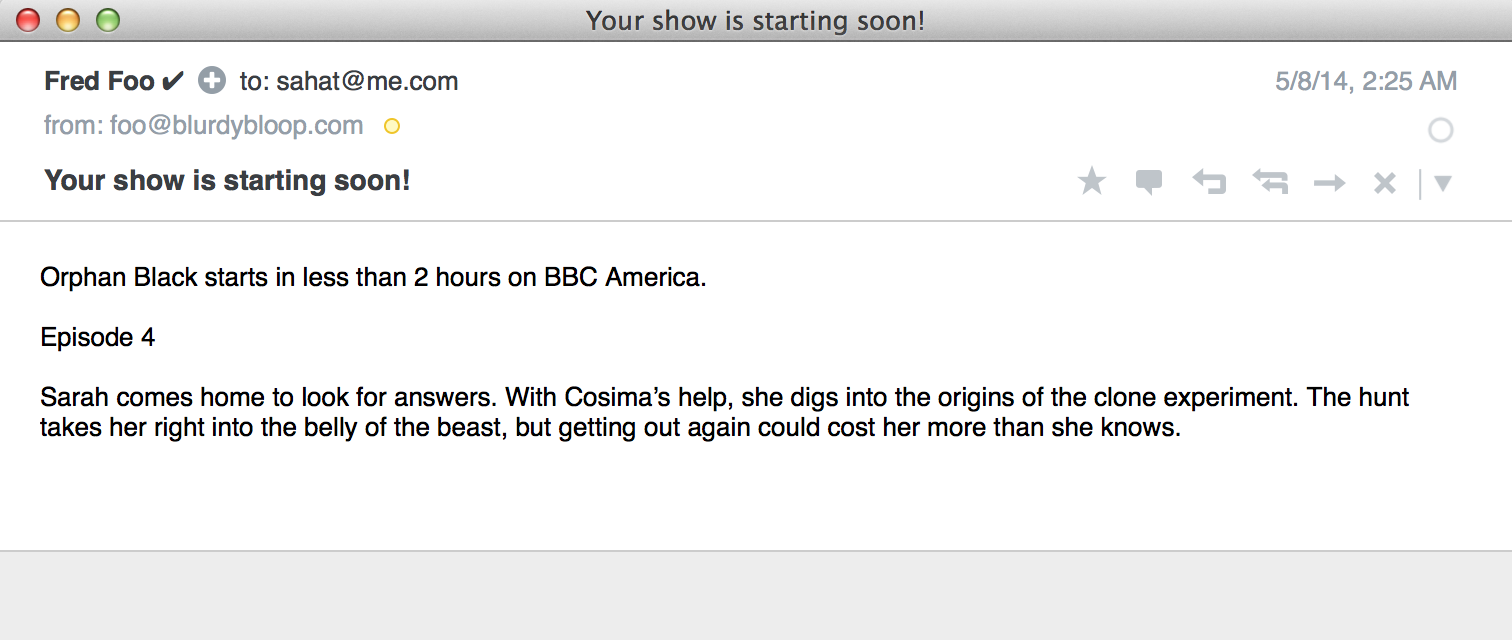 Your show is starting soon!
Fred Foo ✔ to: sahat@me.com 5/8/14, 2:25 AM
from: foo@blurdybloop.com
Your show is starting soon!
Orphan Black starts in less than 2 hours on BBC America.
Episode 4
Sarah comes home to look for answers. With Cosima’s help, she digs into the origins of the clone experiment. The hunt
takes her right into the belly of the beast, but getting out again could cost her more than she knows.